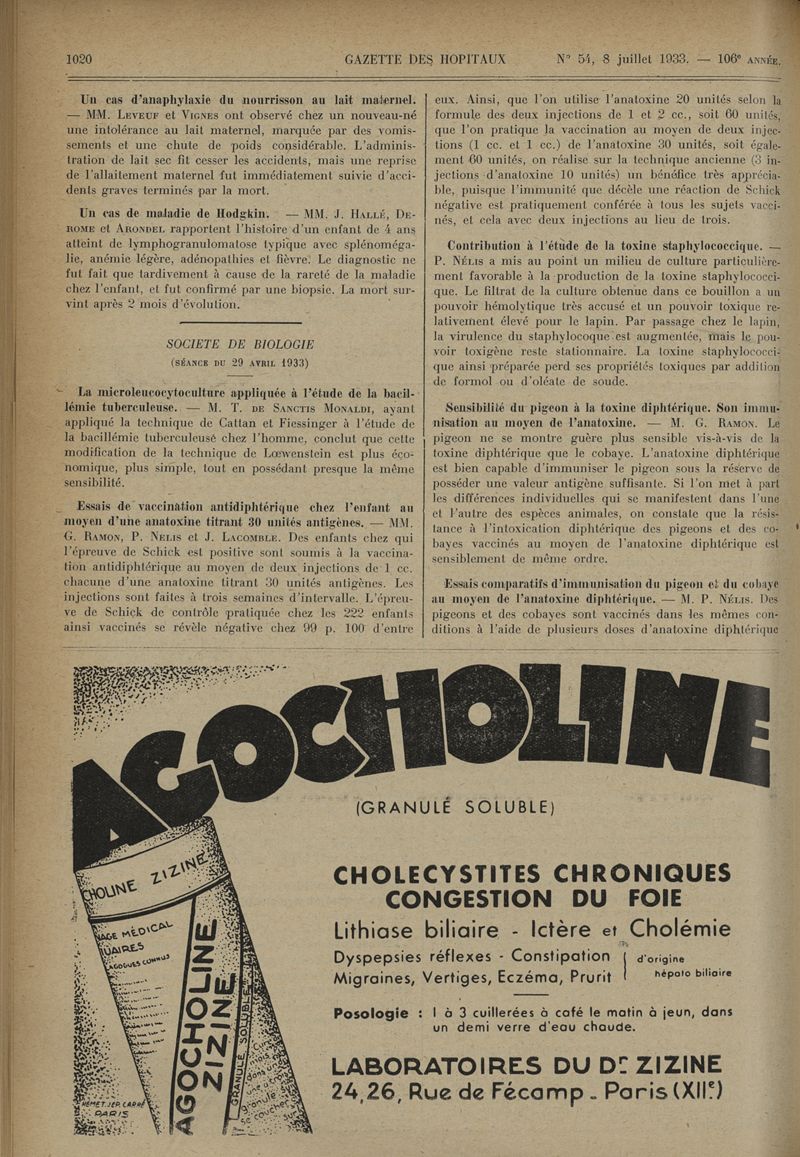 1020 GAZETTE DES HOPITAUX N° 54, 8 juillet 1933. — 106e ANNÉE.
Un cas d'anaphylaxie du nourrisson au lait maternel.
— MM. LEVEUF et VIGNES ont observé chez un nouveau-né
une intolérance au lait maternel, marquée par des vomis-
sements et une chute de poids considérable. L'adminis-
tration de lait sec fit cesser les accidents, mais une reprise
de l'allaitement maternel fut immédiatement suivie d'acci-
dents graves terminés par la mort.
Un cas de maladie de Hodgkin. — MM. J. HALLÉ, DE-
ROME et ARONDEL rapportent l'histoire d'un enfant de 4 ans
atteint de lymphogranulomatose typique avec splénoméga-
lie, anémie légère, adénopathies et fièvre. Le diagnostic ne
fut fait que tardivement à cause de la rareté de la maladie
chez l'enfant, et fut confirmé par une biopsie. La mort sur-
vint après 2 mois d'évolution.
SOCIETE DE BIOLOGIE
(SÉANCE DU 29 AVRIL 1933)
La microleucocytoculture appliquée à l'étude de la bacil-
lémie tuberculeuse. — M. T. DE SANCTIS MONALDI, ayant
appliqué la technique de Cattan et Fiessinger à l'étude de
la bacillémie tuberculeuse chez l'homme, conclut que cette
modification de la technique de Lœwenstein est plus éco-
nomique, plus simple, tout en possédant presque la même
sensibilité.
Essais de vaccination antidiphtérique chez l'enfant au
moyen d'une anatoxine titrant 30 unités antigènes. — MM.
G. RAMON, P. NELIS et J. LACOMBLE. Des enfants chez qui
l'épreuve de Schick est positive sont soumis à la vaccina-
tion antidiphtérique au moyen de deux injections de 1 cc.
chacune d'une anatoxine titrant 30 unités antigènes. Les
injections sont faites à trois semaines d'intervalle. L'épreu-
ve de Schick de contrôle pratiquée chez les 222 enfants
ainsi vaccinés se révèle négative chez 99 p. 100 d'entre
eux. Ainsi, que l'on utilise l'anatoxine 20 unités selon la
formule des deux injections de 1 et 2 cc., soit 60 unités,
que l'on pratique la vaccination au moyen de deux injec-
tions (1 cc. et 1 cc.) de l'anatoxine 30 unités, soit égale-
ment 60 unités, on réalise sur la technique ancienne (3 in-
jections d'anatoxine 10 unités) un bénéfice très apprécia-
ble, puisque l'immunité que décèle une réaction de Schick
négative est pratiquement conférée à tous les sujets vacci-
nés, et cela avec deux injections au lieu de trois.
Contribution à l'étude de la toxine staphylococcique. —
P. NÉLIS a mis au point un milieu de culture particulière-
ment favorable à la production de la toxine staphylococci-
que. Le filtrat de la culture obtenue dans ce bouillon a un
pouvoir hémolytique très accusé et un pouvoir toxique re-
lativement élevé pour le lapin. Par passage chez le lapin,
la virulence du staphylocoque est augmentée, mais le pou-
voir toxigène reste stationnaire. La toxine staphylococci-
que ainsi préparée perd ses propriétés toxiques par addition
de formol ou d'oléate de soude.
Sensibilité du pigeon à la toxine diphtérique. Son immu-
nisation au moyen de l'anatoxine. — M. G. RAMON. Le
pigeon ne se montre guère plus sensible vis-à-vis de la
toxine diphtérique que le cobaye. L'anatoxine diphtérique
est bien capable d'immuniser le pigeon sous la réserve de
posséder une valeur antigène suffisante. Si l'on met à part
les différences individuelles qui se manifestent dans l'une
et l'autre des espèces animales, on constate que la résis-
tance à l'intoxication diphtérique des pigeons et des co-
bayes vaccinés au moyen de l'anatoxine diphtérique est
sensiblement de même ordre.
Essais comparatifs d'immunisation du pigeon et du cobaye
au moyen de l'anatoxine diphtérique. — M. P. NÉLIS. Des
pigeons et des cobayes sont vaccinés dans les mêmes con-
ditions à l'aide de plusieurs doses d'anatoxine diphtérique
AGOCHOLINE
(GRANULÉ SOLUBLE)
CHOLECYSTITES CHRONIQUES
CONGESTION DU FOIE
Lithiase biliaire - Ictère et Cholémie
Dyspepsies réflexes - Constipation
Migraines, Vertiges, Eczéma, Prurit
d'origine
hépato biliaire
Posologie : 1 à 3 cuillerées à café le matin à jeun, dans
un demi verre d'eau chaude.
LABORATOIRES DU Dr ZIZINE
24,26, Rue de Fécamp - Paris (XIIe)
CHOLINE ZIZINE
AGE MÉDICAL
AGOCHOLINE
ZIZINE
GRANULÉ SOLUBLE
PARIS